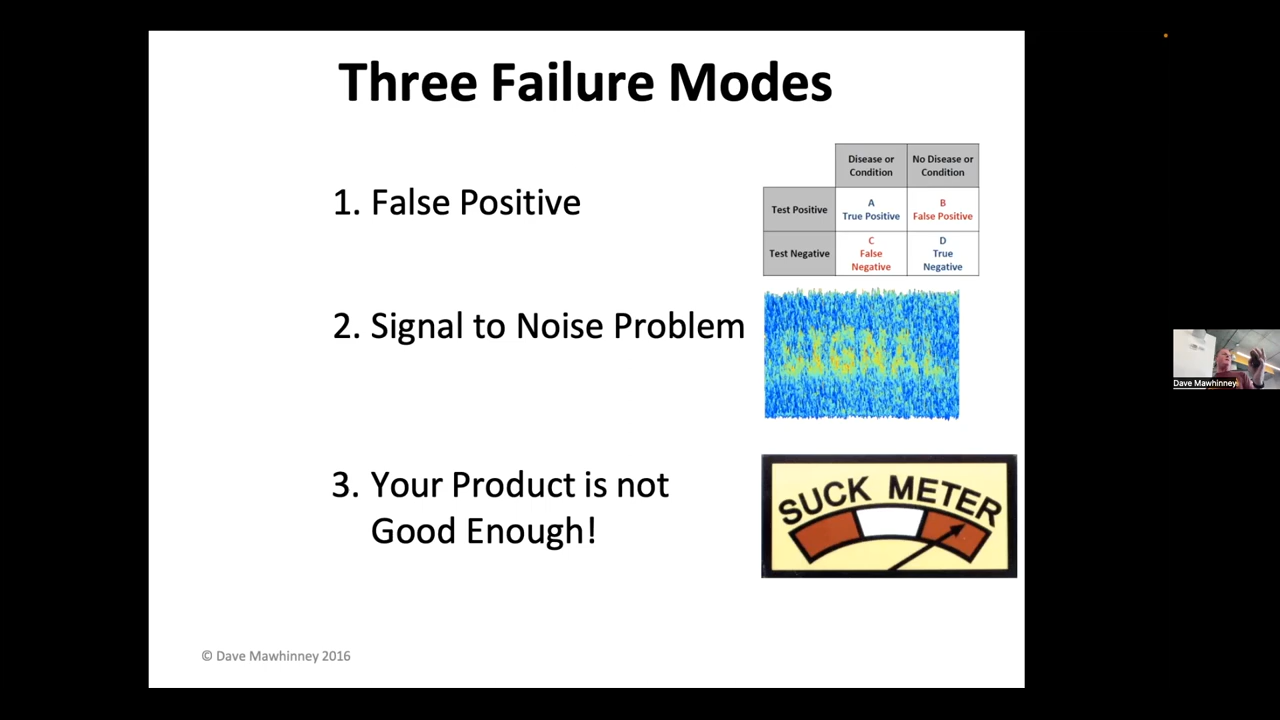 Three Failure Modes
1. False Positive
Disease or Condition
No Disease or Condition
Test Positive
A
True Positive
B
False Positive
Test Negative
C
False Negative
D
True Negative
2. Signal to Noise Problem
SIGNAL
3. Your Product is not
Good Enough!
SUCK METER
© Dave Mawhinney 2016
Dave Mawhinney